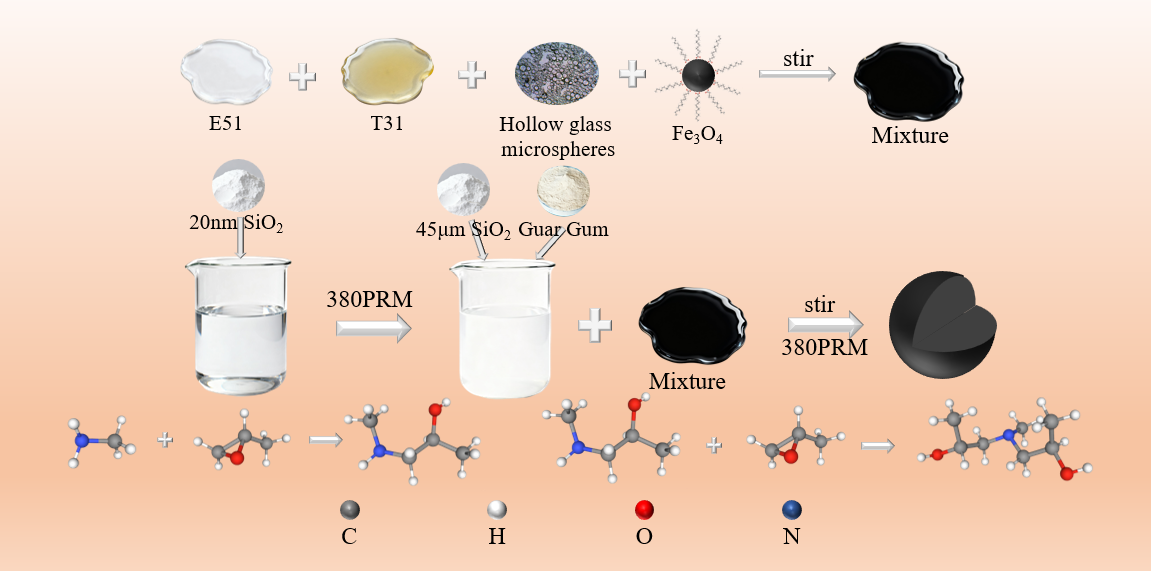 stir
E51
T31
Hollow glass
microspheres
Fe₃O₄
Mixture
20nm SiO₂
45μm SiO₂
Guar Gum
380PRM
stir
380PRM
Mixture
C
H
O
N